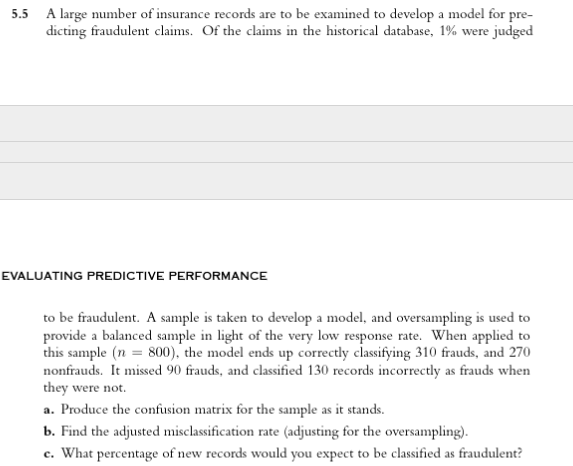 5.5 A large number of insurance records are to be examined to develop a model for pre-
dicting fraudulent claims. Of the claims in the historical database, 1% were judged
EVALUATING PREDICTIVE PERFORMANCE
to be fraudulent. A sample is taken to develop a model, and oversampling is used to
provide a balanced sample in light of the very low response rate. When applied to
this sample (n = 800), the model ends up correctly classifying 310 frauds, and 270
nonfrauds. It missed 90 frauds, and classified 130 records incorrectly as frauds when
they were not.
a. Produce the confusion matrix for the sample as it stands.
b. Find the adjusted misclassification rate (adjusting for the oversampling).
c. What percentage of new records would you expect to be classified as fraudulent?